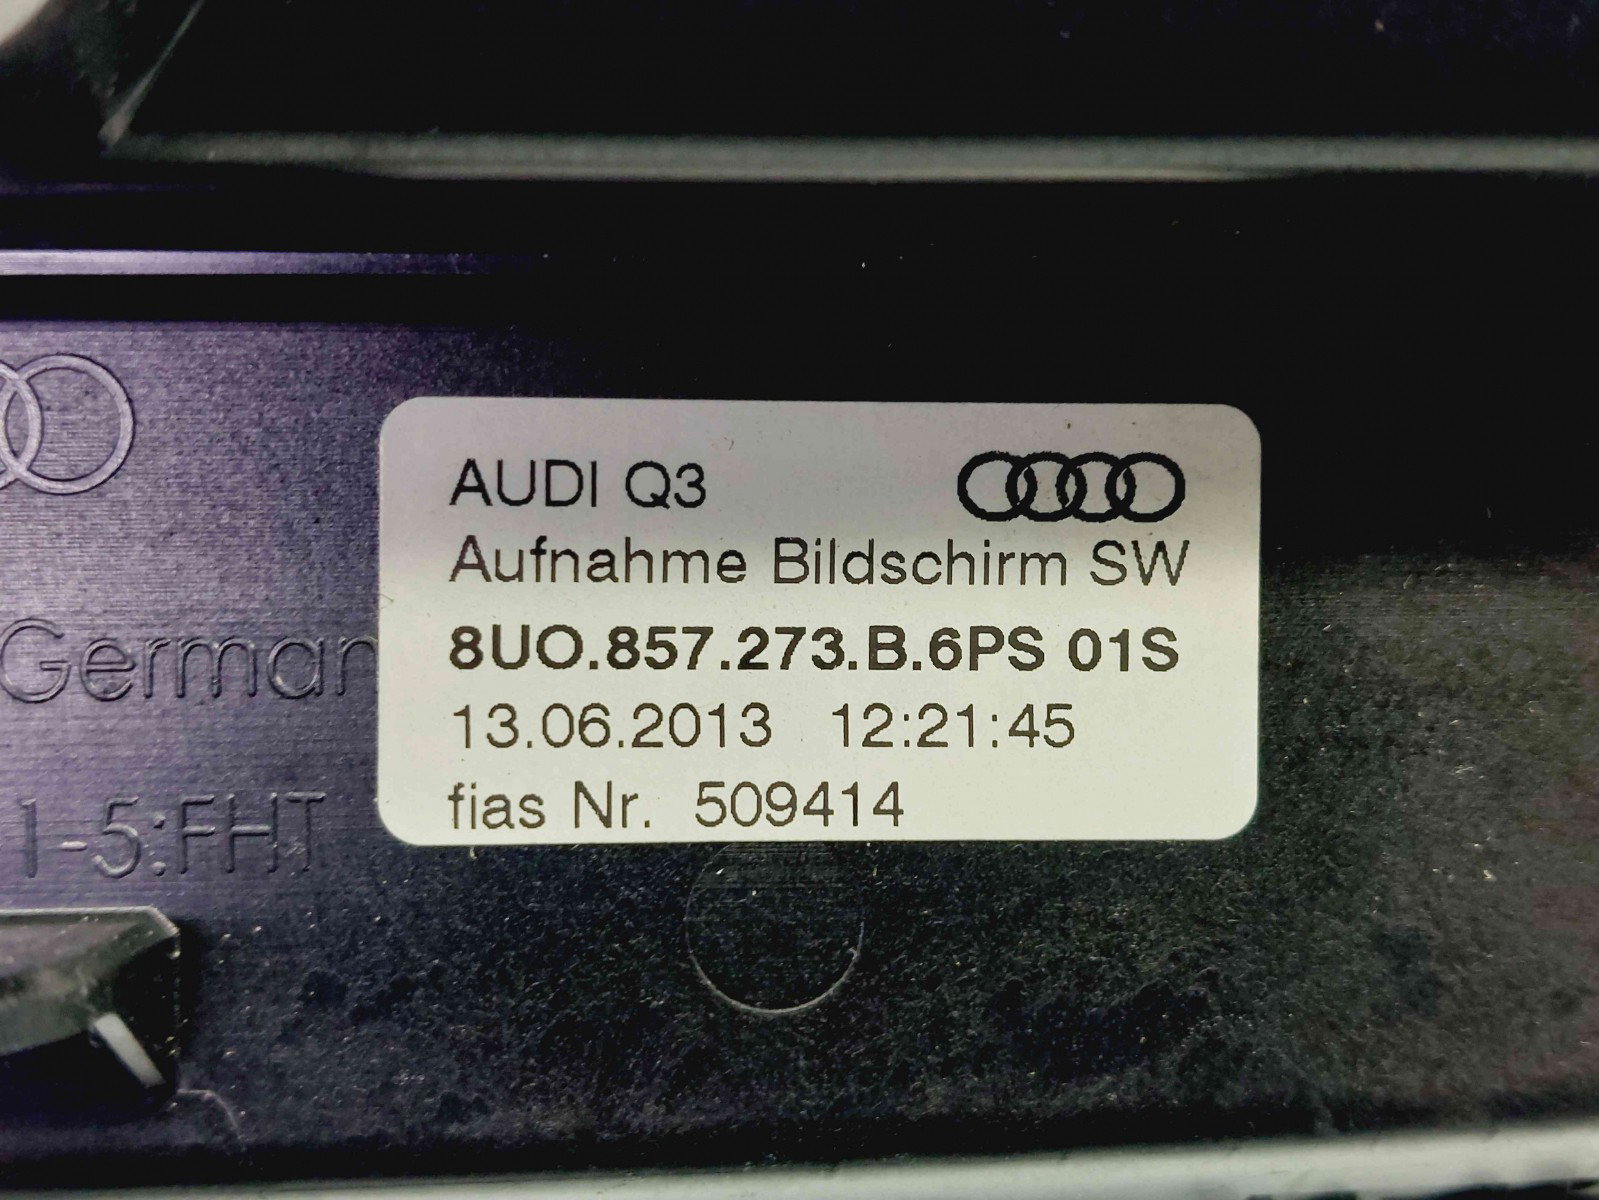 AUDI Q3
Aufnahme Bildschirm SW
8UO.857.273.B.6PS 01S
13.06.2013 12:21:45
fias Nr. 509414
German
1-5:FHT